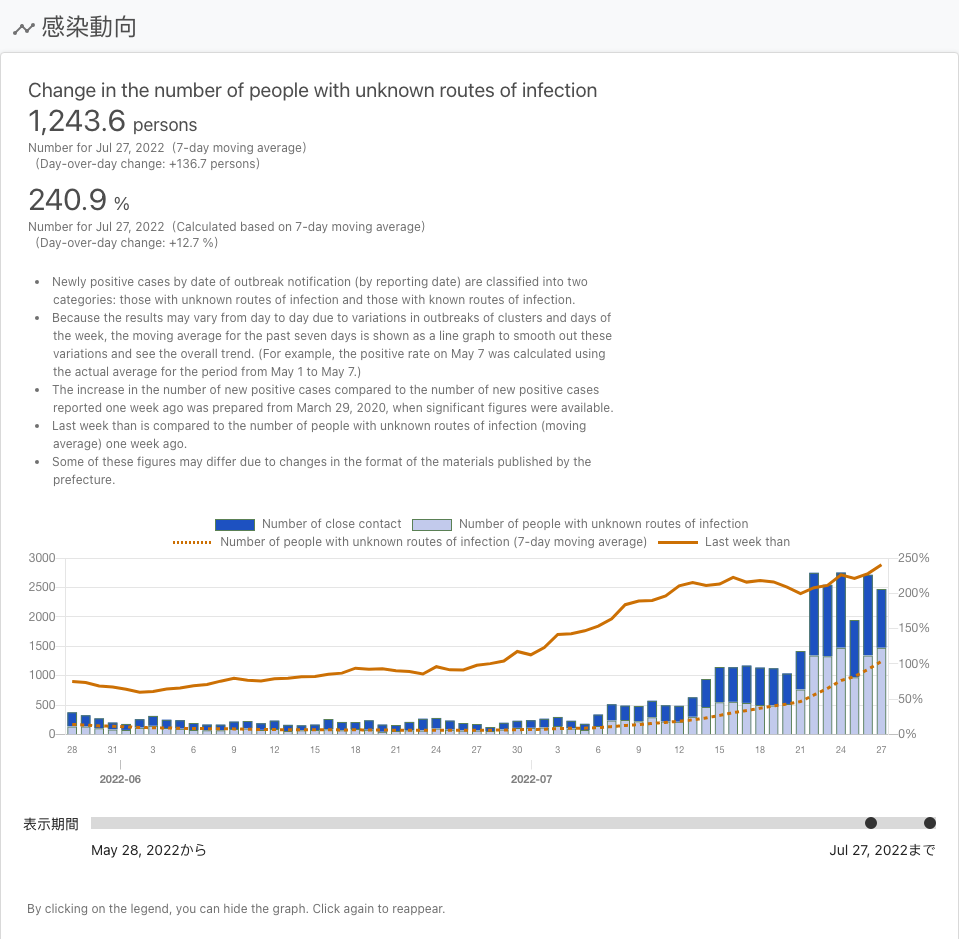 感染動向
Change in the number of people with unknown routes of infection
1,243.6 persons
Number for Jul 27, 2022 (7-day moving average)
(Day-over-day change: +136.7 persons)
240.9 %
Number for Jul 27, 2022 (Calculated based on 7-day moving average)
(Day-over-day change: +12.7 %)
• Newly positive cases by date of outbreak notification (by reporting date) are classified into two
categories: those with unknown routes of infection and those with known routes of infection.
• Because the results may vary from day to day due to variations in outbreaks of clusters and days of
the week, the moving average for the past seven days is shown as a line graph to smooth out these
variations and see the overall trend. (For example, the positive rate on May 7 was calculated using
the actual average for the period from May 1 to May 7.)
• The increase in the number of new positive cases compared to the number of new positive cases
reported one week ago was prepared from March 29, 2020, when significant figures were available.
• Last week than is compared to the number of people with unknown routes of infection (moving
average) one week ago.
• Some of these figures may differ due to changes in the format of the materials published by the
prefecture.
Number of close contact Number of people with unknown routes of infection
Number of people with unknown routes of infection (7-day moving average) Last week than
3000 250%
2500 200%
2000 150%
1500 100%
1000 50%
500 0%
0
28 31 3 6 9 12 15 18 21 24 27 30 3 6 9 12 15 18 21 24 27
2022-06 2022-07
表示期間
May 28, 2022から Jul 27, 2022まで
By clicking on the legend, you can hide the graph. Click again to reappear.